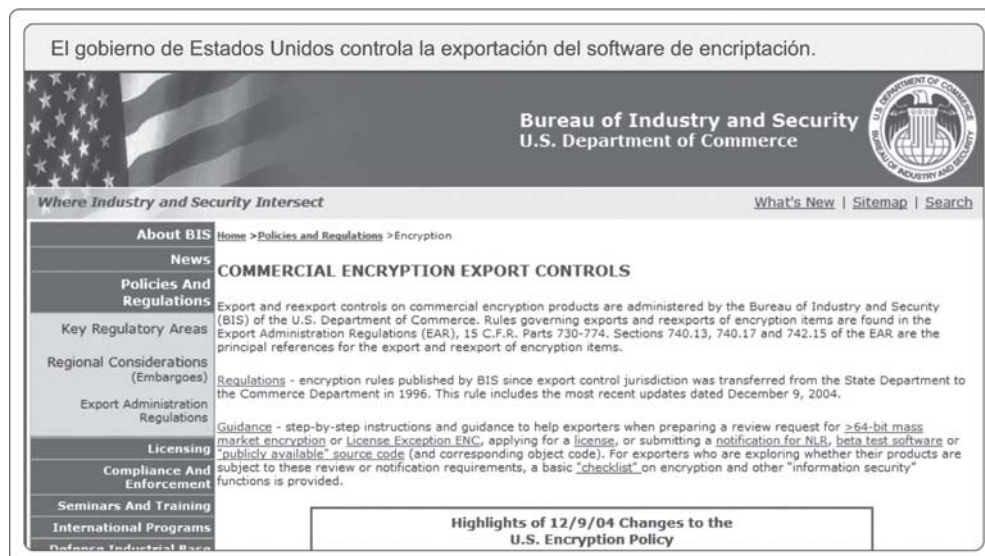 El gobierno de Estados Unidos controla la exportación del software de encriptación.
Bureau of Industry and Security
U.S. Department of Commerce
U.S. DEPARTMENT OF COMMERCE
BUREAU OF INDUSTRY AND SECURITY
Where Industry and Security Intersect
What's New | Sitemap | Search
About BIS
News
Policies And
Regulations
Key Regulatory Areas
Regional Considerations
(Embargoes)
Export Administration
Regulations
Licensing
Compliance And
Enforcement
Seminars And Training
International Programs
Defense Industrial Base
Home >Policies and Regulations >Encryption
COMMERCIAL ENCRYPTION EXPORT CONTROLS
Export and reexport controls on commercial encryption products are administered by the Bureau of Industry and Security
(BIS) of the U.S. Department of Commerce. Rules governing exports and reexports of encryption items are found in the
Export Administration Regulations (EAR), 15 C.F.R. Parts 730-774. Sections 740.13, 740.17 and 742.15 of the EAR are the
principal references for the export and reexport of encryption items.
Regulations - encryption rules published by BIS since export control jurisdiction was transferred from the State Department to
the Commerce Department in 1996. This rule includes the most recent updates dated December 9, 2004.
Guidance - step-by-step instructions and guidance to help exporters when preparing a review request for >64-bit mass
market encryption or License Exception ENC, applying for a license, or submitting a notification for NLR, beta test software or
"publicly available" source code (and corresponding object code). For exporters who are exploring whether their products are
subject to these review or notification requirements, a basic "checklist" on encryption and other "information security"
functions is provided.
Highlights of 12/9/04 Changes to the
U.S. Encryption Policy